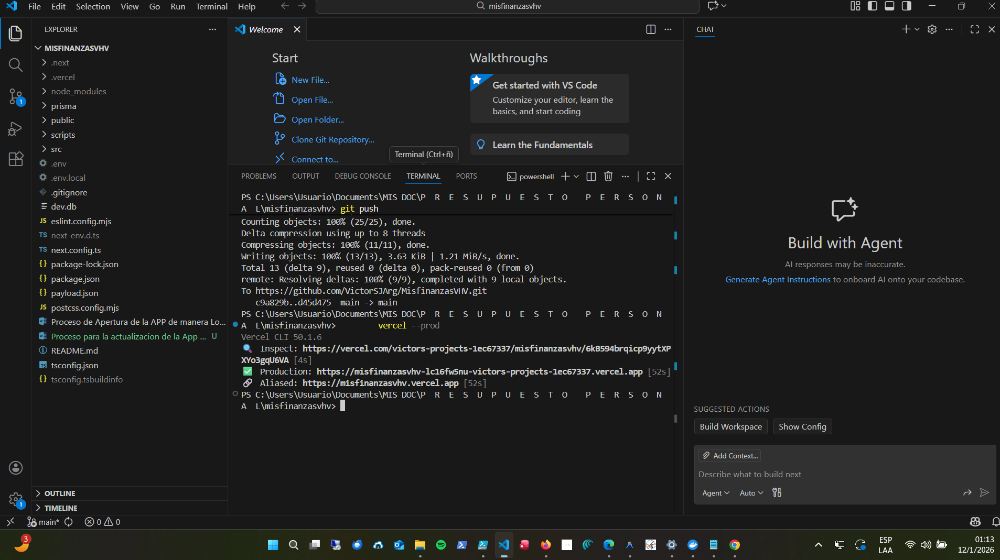 File Edit Selection View Go Run Terminal Help
misfinanzasvhv
EXPLORER
MISFINANZASVHV
.next
.vercel
node_modules
prisma
public
scripts
src
.env
.env.local
.gitignore
dev.db
JS eslint.config.mjs
TS next-env.d.ts
TS next.config.ts
{} package-lock.json
{} package.json
{} payload.json
JS postcss.config.mjs
Proceso de Apertura de la APP de manera Lo...
Proceso para la actualizacion de la App ... U
README.md
tsconfig.json
{} tsconfig.tsbuildinfo
OUTLINE
TIMELINE
1
1
Welcome
Start
New File...
Open File...
Open Folder...
Clone Git Repository...
Connect to...
Walkthroughs
Get started with VS Code
Customize your editor, learn the
basics, and start coding
Learn the Fundamentals
Terminal (Ctrl+ñ)
PROBLEMS OUTPUT DEBUG CONSOLE TERMINAL PORTS
powershell
PS C:\Users\Usuario\Documents\MIS DOC\P R E S U P U E S T O P E R S O N
A L\misfinanzasvhv> git push
Counting objects: 100% (25/25), done.
Delta compression using up to 8 threads
Compressing objects: 100% (11/11), done.
Writing objects: 100% (13/13), 3.63 KiB | 1.21 MiB/s, done.
Total 13 (delta 9), reused 0 (delta 0), pack-reused 0 (from 0)
remote: Resolving deltas: 100% (9/9), completed with 9 local objects.
To https://github.com/VictorSJArg/MisfinanzasVHV.git
c9a829b..d45d475 main -> main
PS C:\Users\Usuario\Documents\MIS DOC\P R E S U P U E S T O P E R S O N
A L\misfinanzasvhv> vercel --prod
Vercel CLI 50.1.6
Inspect: https://vercel.com/victors-projects-1ec67337/misfinanzasvhv/6kB594brqicp9yytXP
XYo3gqU6VA [4s]
Production: https://misfinanzasvhv-lc16fw5nu-victors-projects-1ec67337.vercel.app [52s]
Aliased: https://misfinanzasvhv.vercel.app [52s]
PS C:\Users\Usuario\Documents\MIS DOC\P R E S U P U E S T O P E R S O N
A L\misfinanzasvhv>
CHAT
Build with Agent
AI responses may be inaccurate.
Generate Agent Instructions to onboard AI onto your codebase.
SUGGESTED ACTIONS
Build Workspace Show Config
Add Context...
Describe what to build next
Agent Auto
main* 0 0
3
ESP
LAA
01:13
12/1/2026